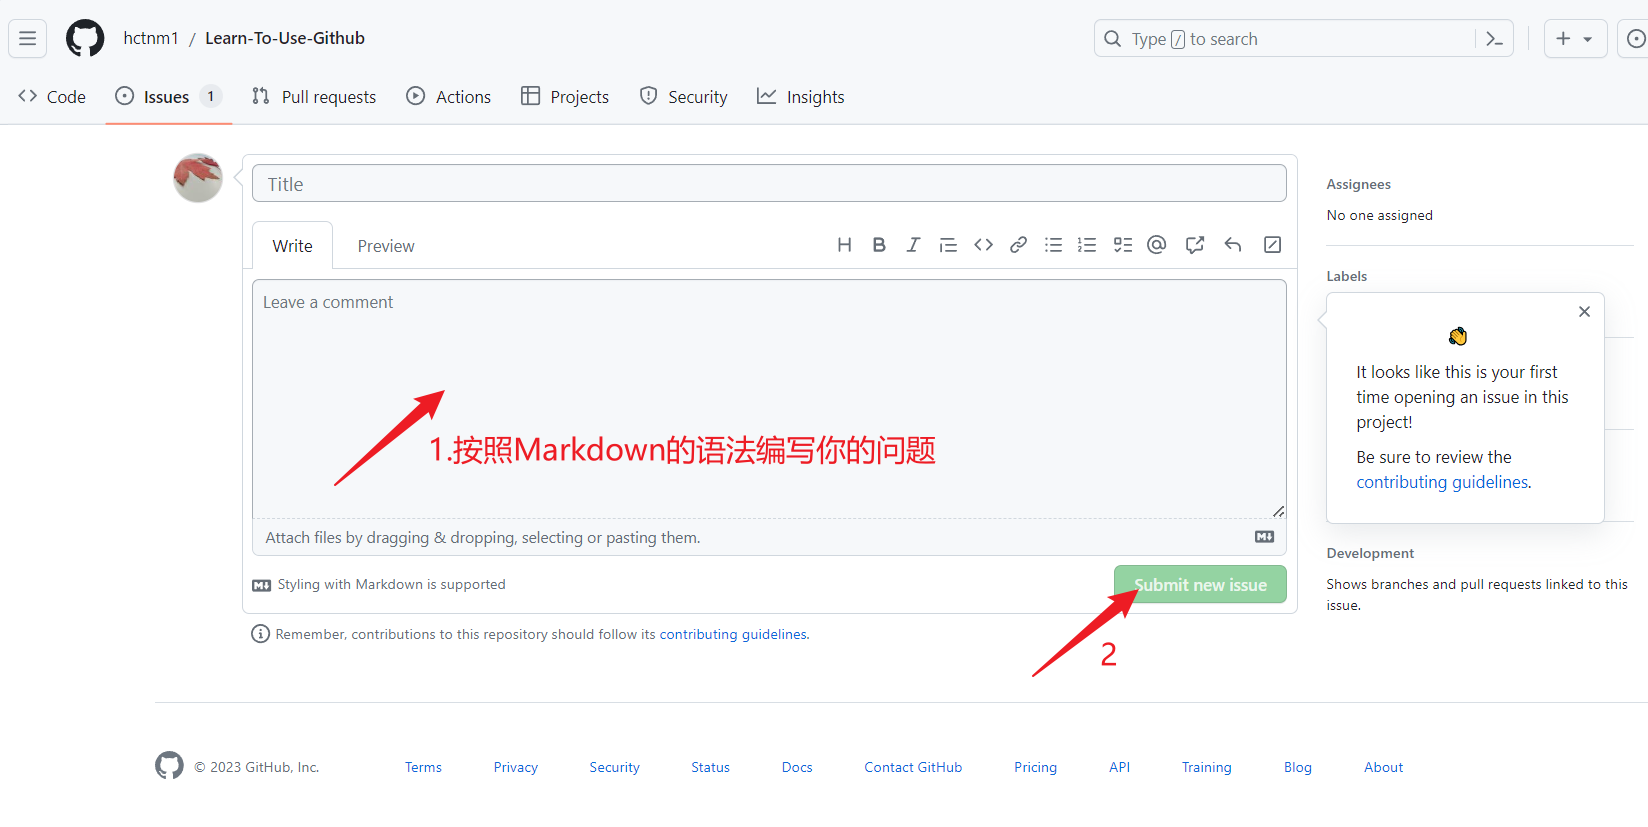 hctnm1 / Learn-To-Use-Github
Type / to search
Code
Issues 1
Pull requests
Actions
Projects
Security
Insights
Title
Write
Preview
Leave a comment
1.按照Markdown的语法编写你的问题
Attach files by dragging & dropping, selecting or pasting them.
Styling with Markdown is supported
Submit new issue
2
Remember, contributions to this repository should follow its contributing guidelines.
Assignees
No one assigned
Labels
It looks like this is your first
time opening an issue in this
project!
Be sure to review the
contributing guidelines.
Development
Shows branches and pull requests linked to this
issue.
© 2023 GitHub, Inc.
Terms
Privacy
Security
Status
Docs
Contact GitHub
Pricing
API
Training
Blog
About